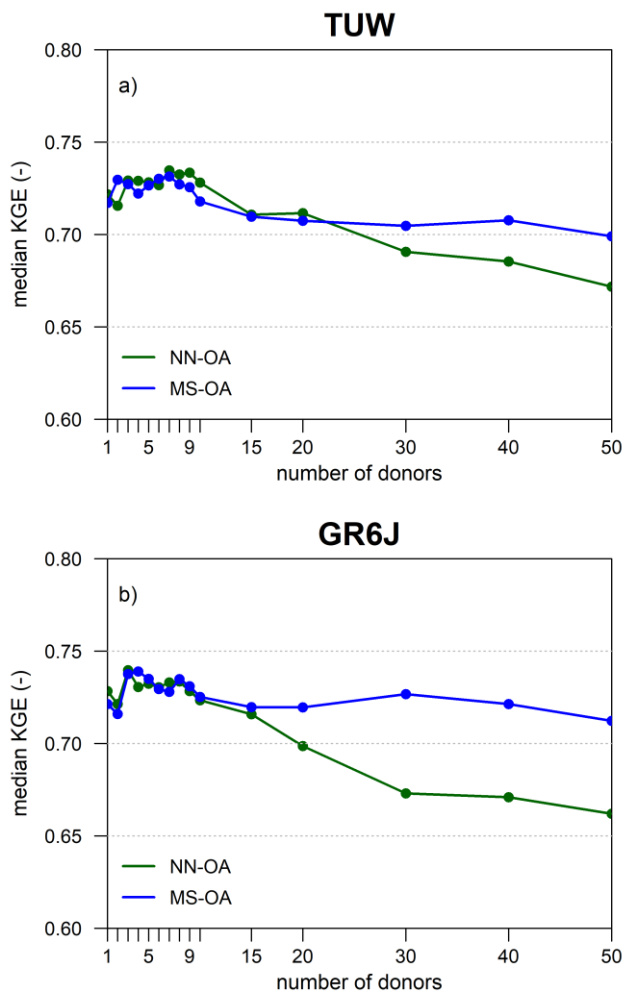 TUW
0.80
a)
0.75
0.70
0.65
0.60
median KGE (-)
NN-OA
MS-OA
1 5 9 15 20 30 40 50
number of donors
GR6J
0.80
b)
0.75
0.70
0.65
0.60
median KGE (-)
NN-OA
MS-OA
1 5 9 15 20 30 40 50
number of donors